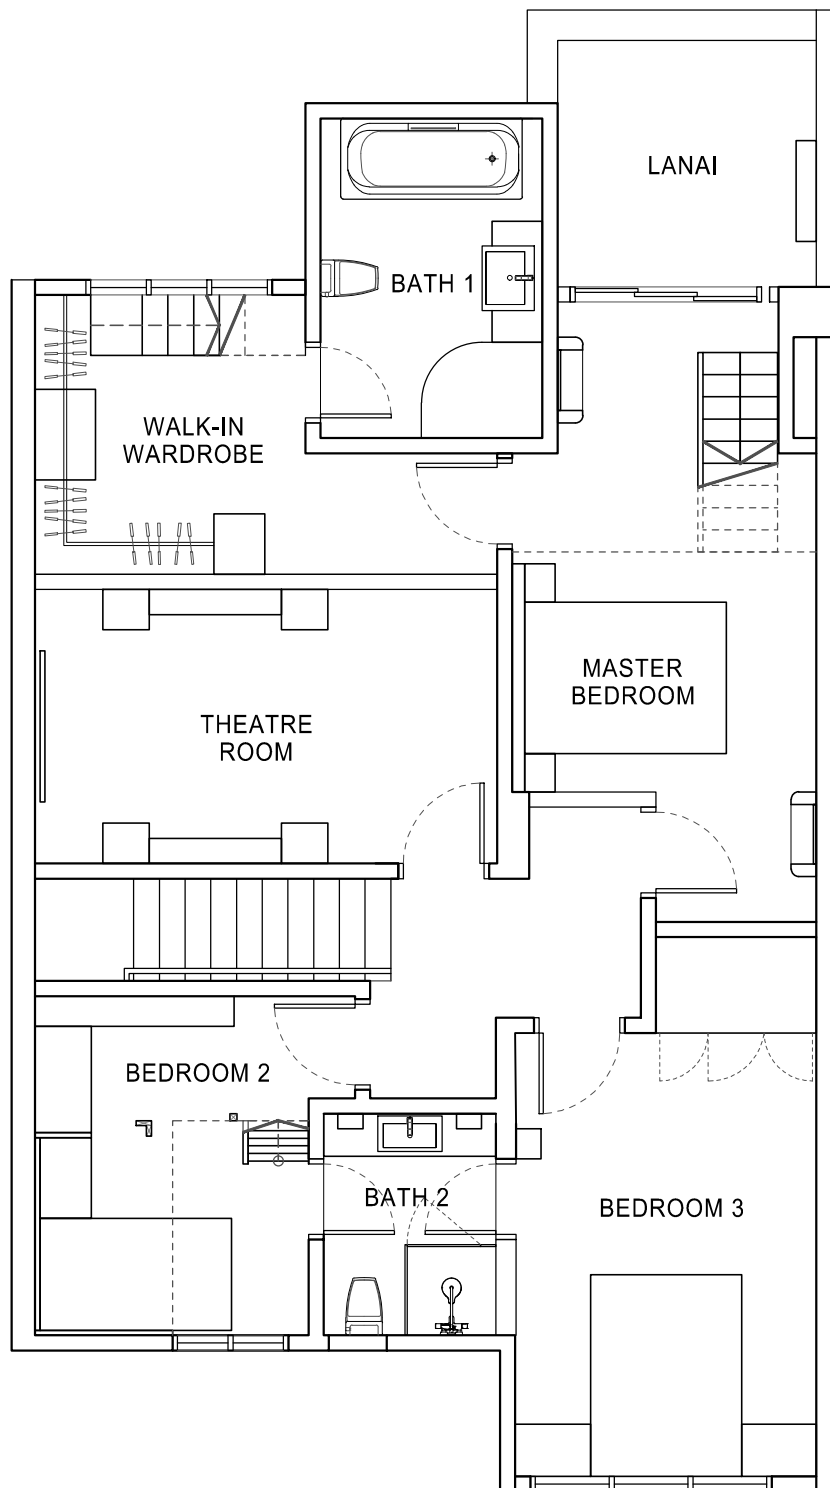 LANAI
BATH 1
WALK-IN
WARDROBE
MASTER
BEDROOM
THEATRE
ROOM
BEDROOM 2
BATH 2
BEDROOM 3